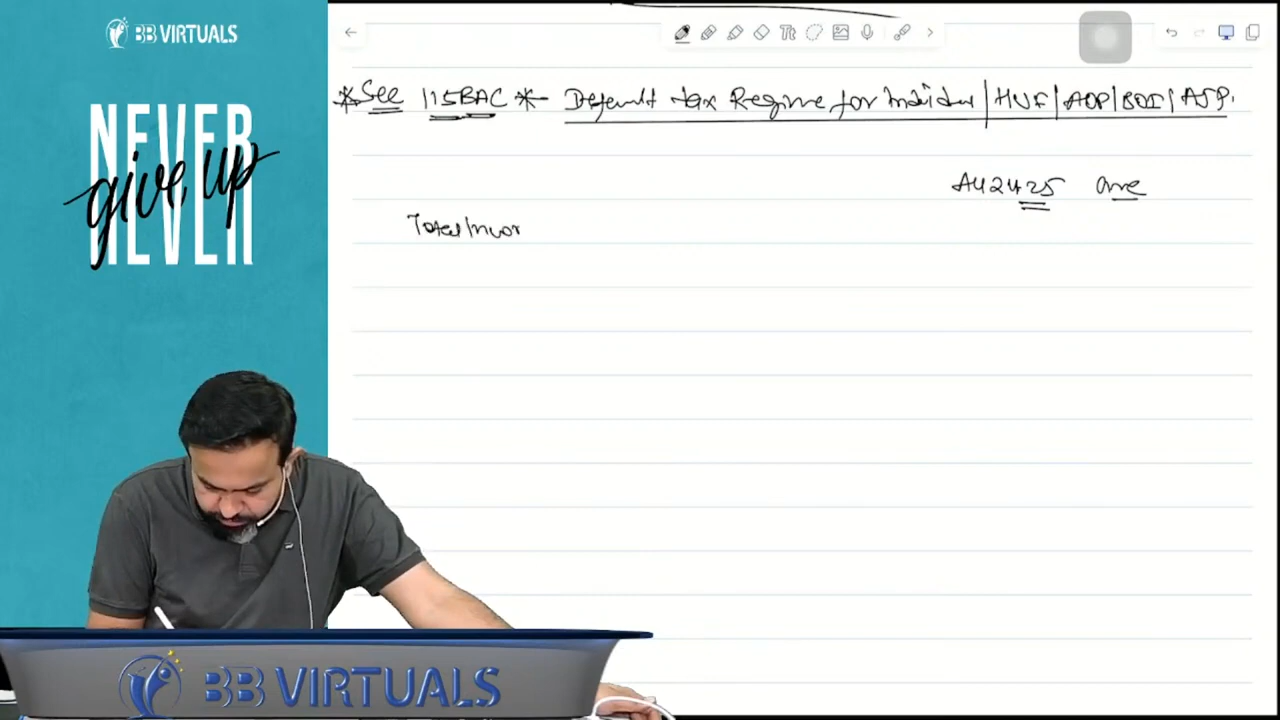 BB VIRTUALS
NEVER
give up
NEVER
*Sec 115BAC * Default tax Regime for Individual | HUF | AOP | BOI | AJP.
AY 24 25 one
Total Incor
BB VIRTUALS